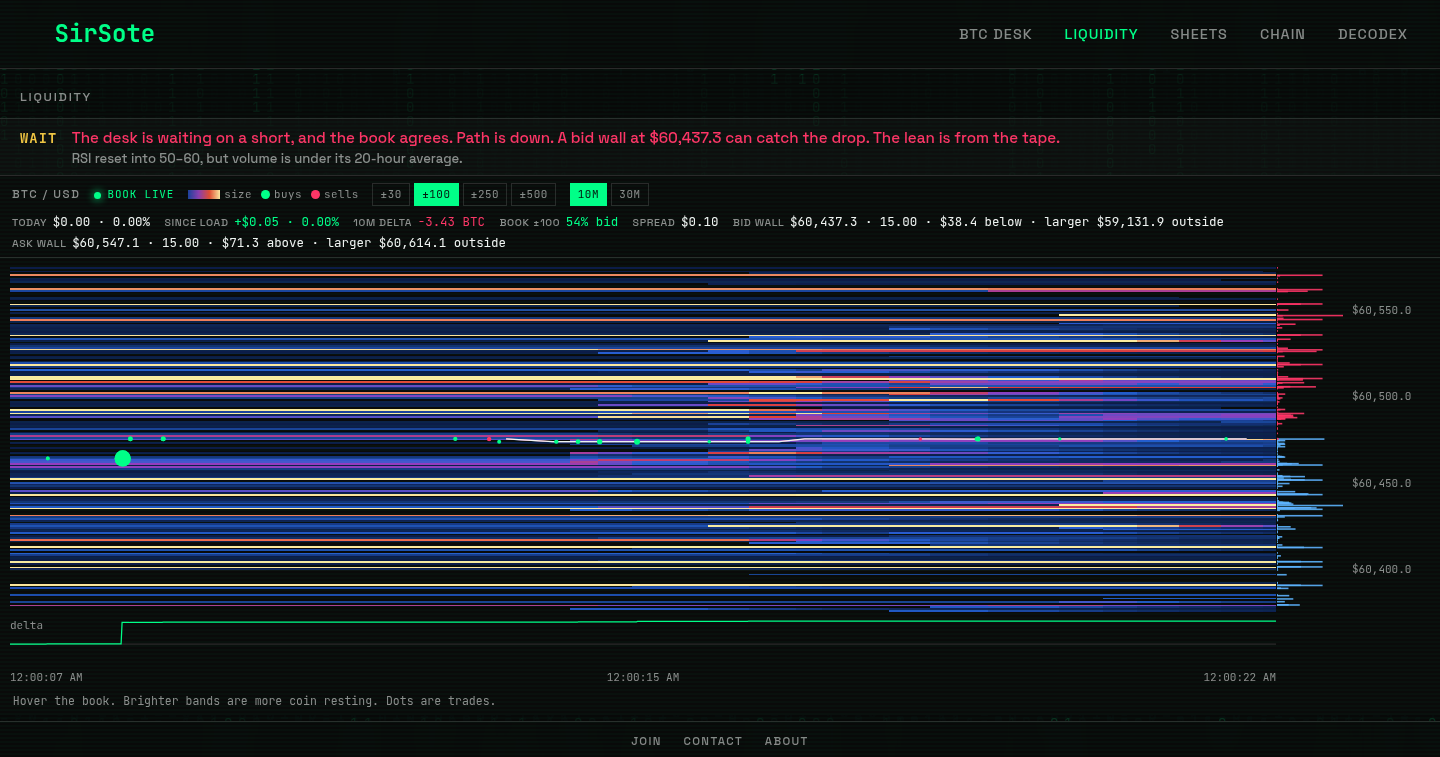 SirSote
BTC DESK LIQUIDITY SHEETS CHAIN DECODEX
LIQUIDITY
WAIT The desk is waiting on a short, and the book agrees. Path is down. A bid wall at $60,437.3 can catch the drop. The lean is from the tape.
RSI reset into 50–60, but volume is under its 20-hour average.
BTC / USD BOOK LIVE size buys sells ±30 ±100 ±250 ±500 10M 30M
TODAY $0.00 · 0.00% SINCE LOAD +$0.05 · 0.00% 10M DELTA -3.43 BTC BOOK ±100 54% bid SPREAD $0.10 BID WALL $60,437.3 · 15.00 · $38.4 below · larger $59,131.9 outside
ASK WALL $60,547.1 · 15.00 · $71.3 above · larger $60,614.1 outside
$60,550.0
$60,500.0
$60,450.0
$60,400.0
delta
12:00:07 AM 12:00:15 AM 12:00:22 AM
Hover the book. Brighter bands are more coin resting. Dots are trades.
JOIN CONTACT ABOUT